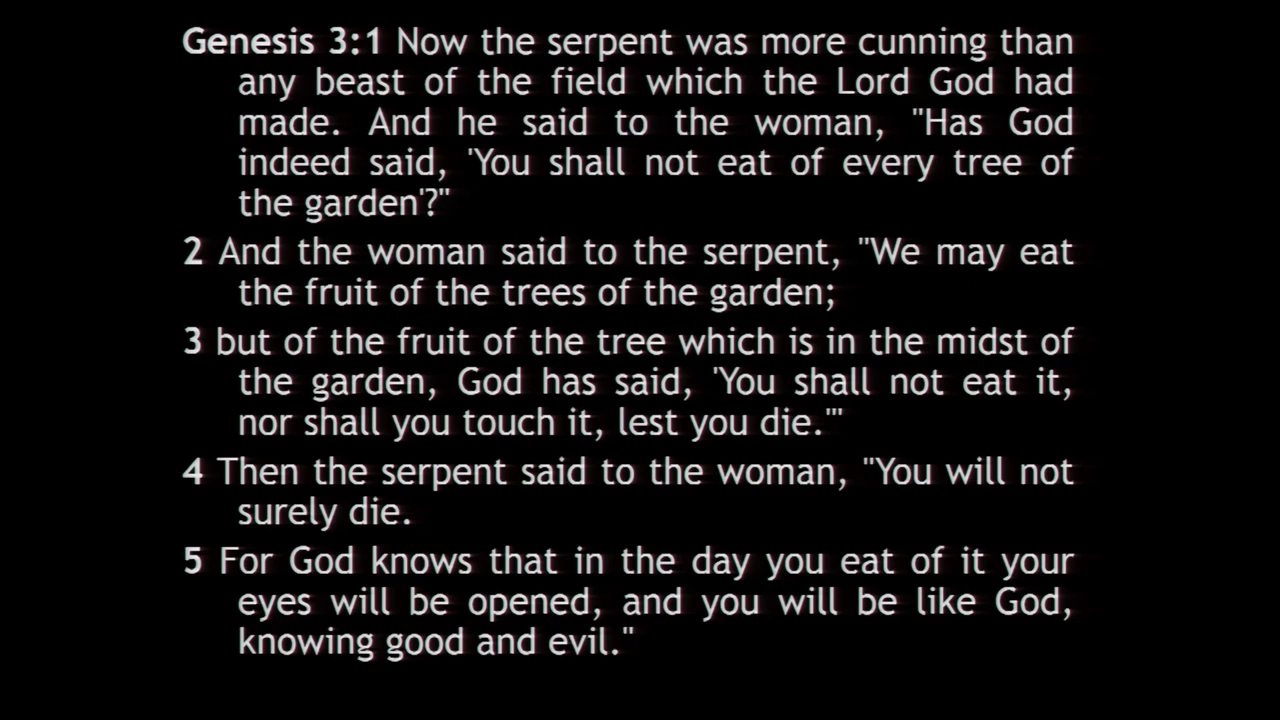 Genesis 3:1 Now the serpent was more cunning than
any beast of the field which the Lord God had
made. And he said to the woman, "Has God
indeed said, 'You shall not eat of every tree of
the garden'?"
2 And the woman said to the serpent, "We may eat
the fruit of the trees of the garden;
3 but of the fruit of the tree which is in the midst of
the garden, God has said, 'You shall not eat it,
nor shall you touch it, lest you die.'"
4 Then the serpent said to the woman, "You will not
surely die.
5 For God knows that in the day you eat of it your
eyes will be opened, and you will be like God,
knowing good and evil."